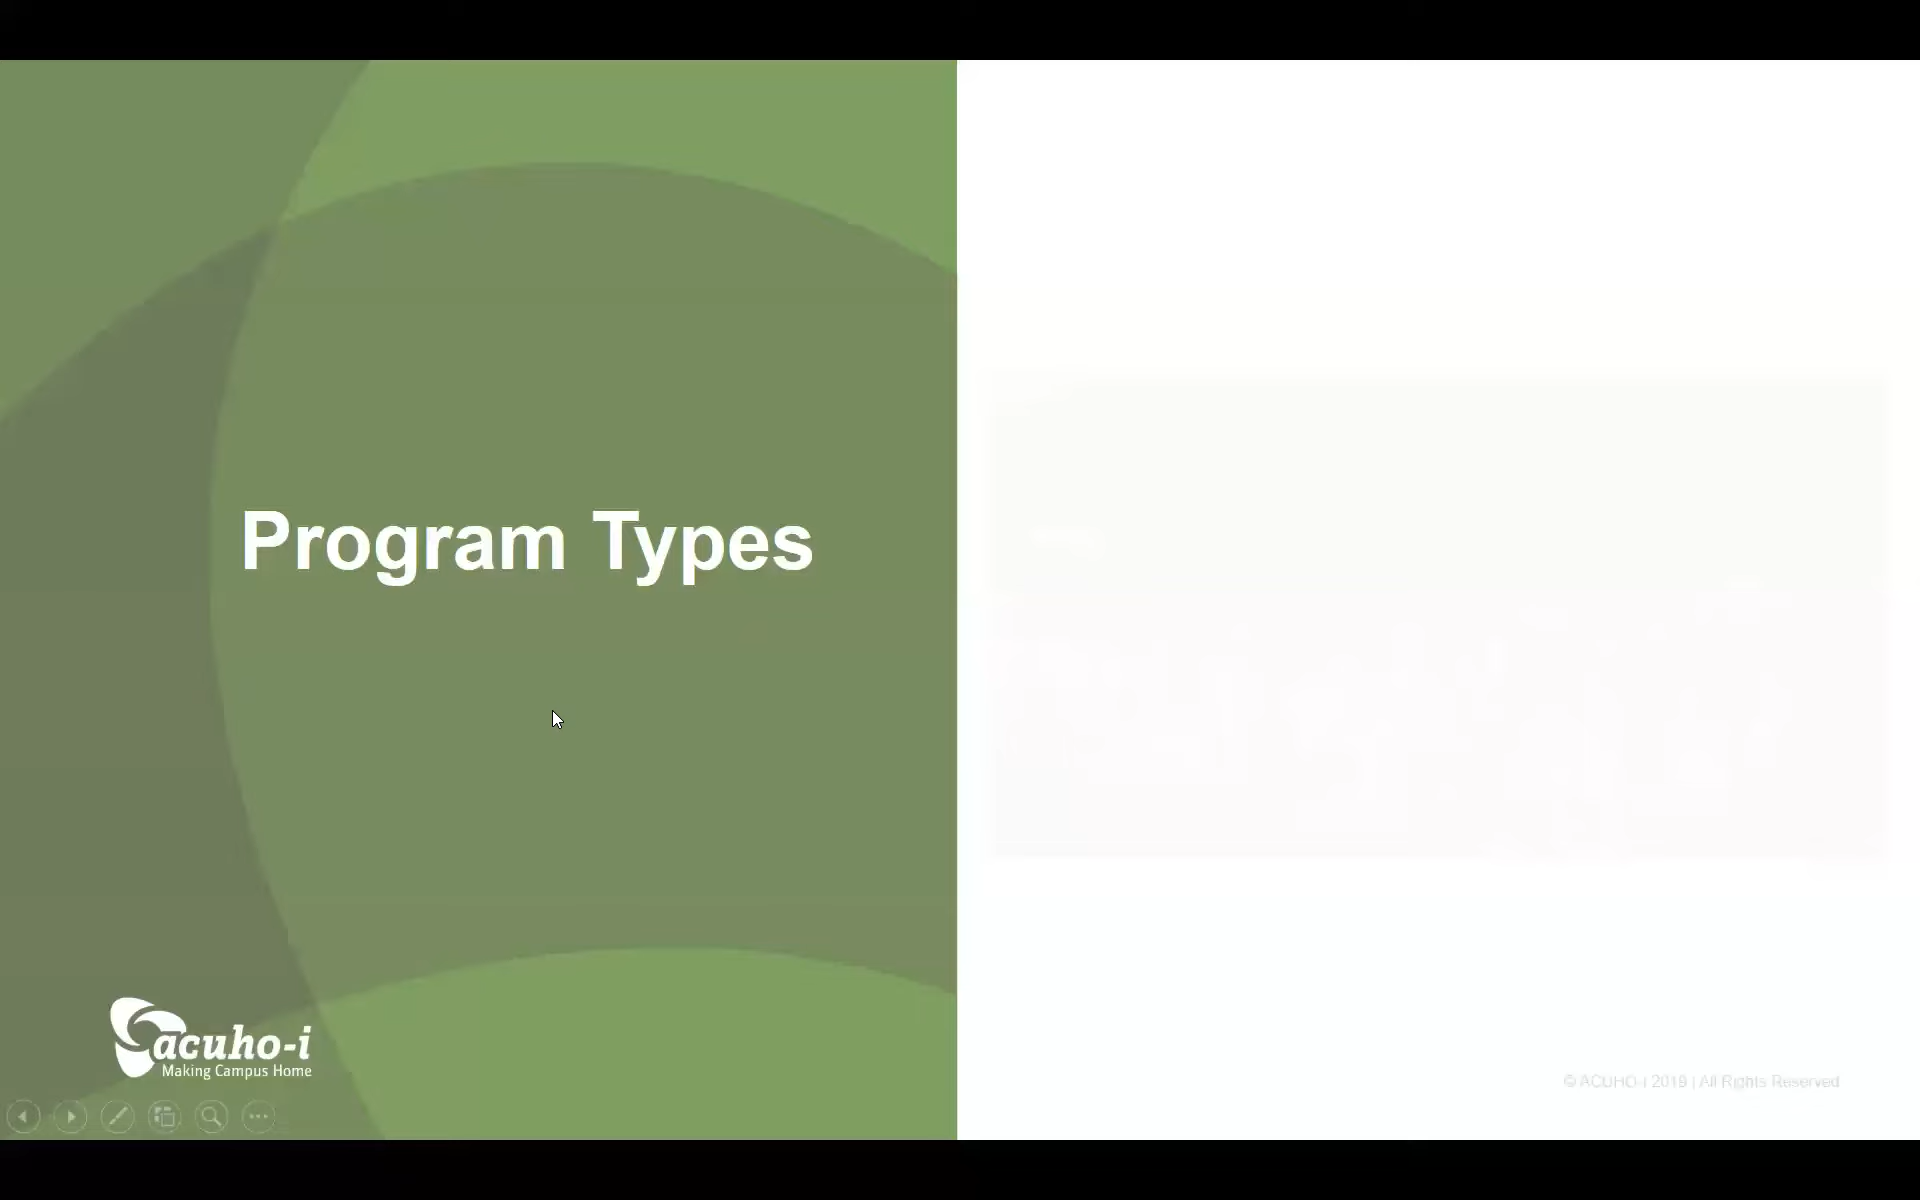 Program Types
acuho-i
Making Campus Home
© ACUHO-I 2019 | All Rights Reserved